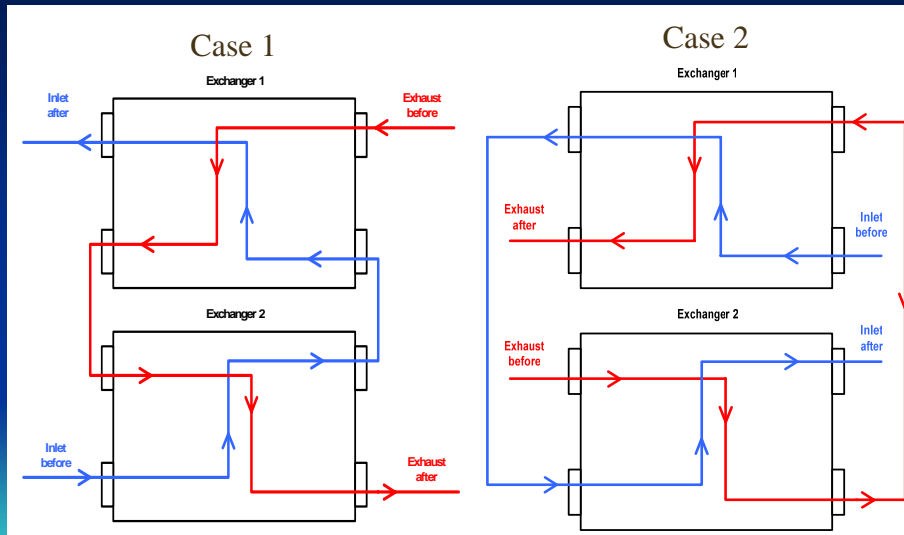 Case 1
Exchanger 1
Inlet
after
Exhaust
before
Exchanger 2
Inlet
before
Exhaust
after
Case 2
Exchanger 1
Exhaust
after
Inlet
before
Exchanger 2
Exhaust
before
Inlet
after